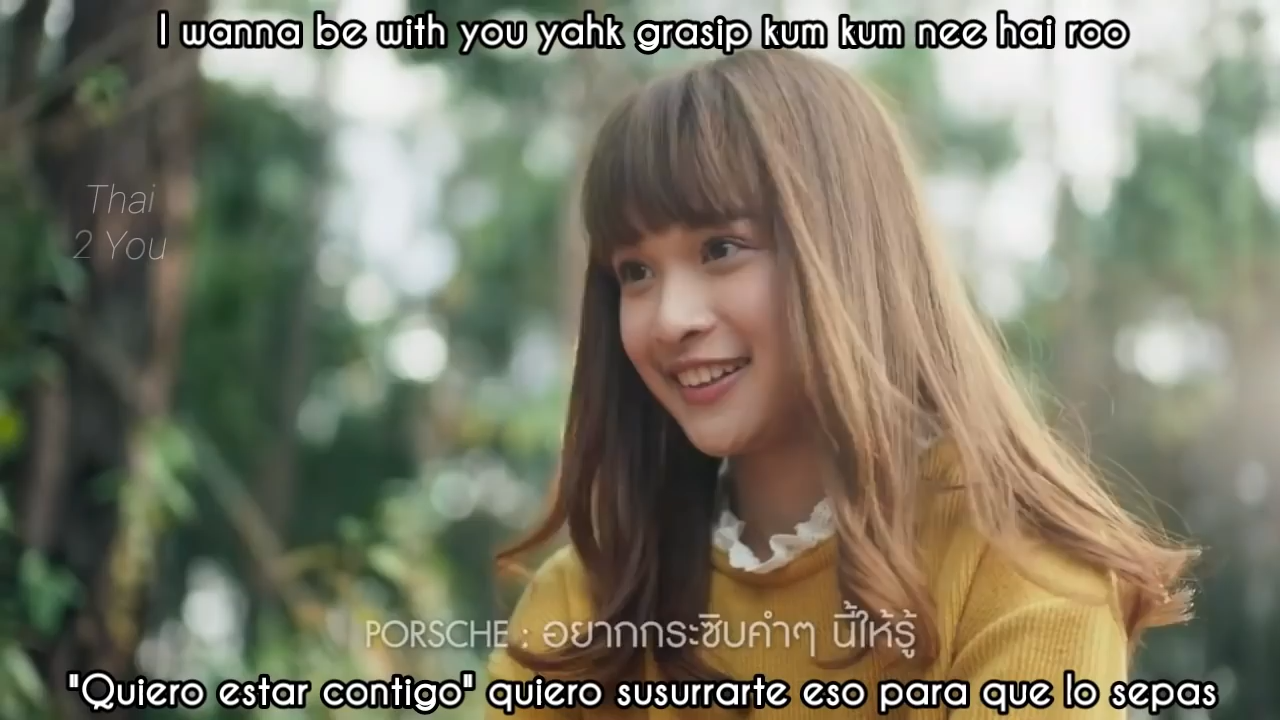 I wanna be with you yahk grasip kum kum nee hai roo
Thai
2 You
PORSCHE : อยากกระซิบคำๆ นี้ให้รู้
"Quiero estar contigo" quiero susurrarte eso para que lo sepas